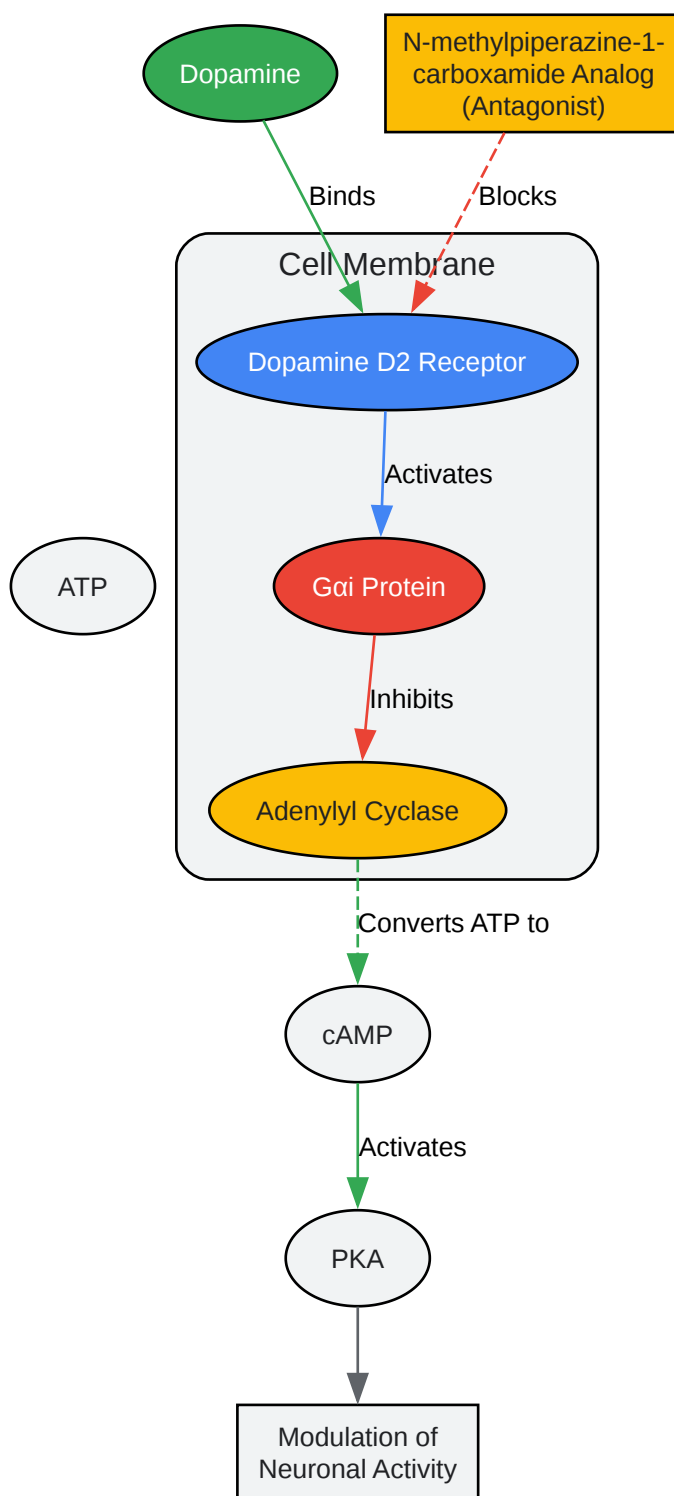 Dopamine
N-methylpiperazine-1-
carboxamide Analog
(Antagonist)
Binds
Blocks
Cell Membrane
Dopamine D2 Receptor
Activates
ATP
Gαi Protein
Inhibits
Adenylyl Cyclase
Converts ATP to
cAMP
Activates
PKA
Modulation of
Neuronal Activity